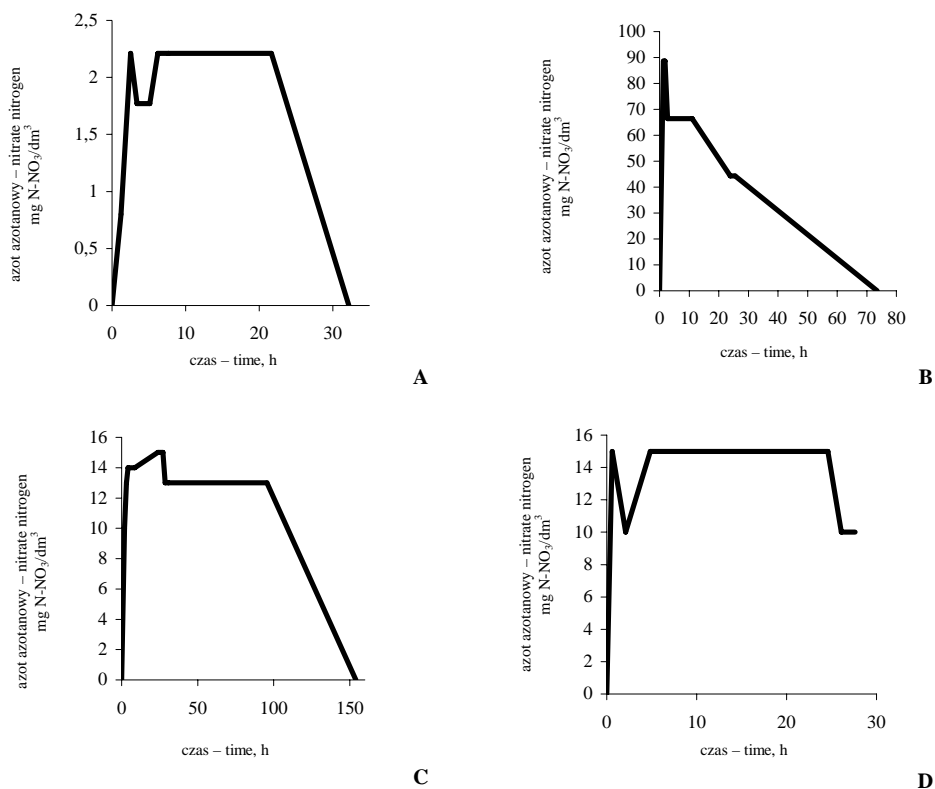 azot azotanowy – nitrate nitrogen
mg N-NO3/dm³
2,5
2
1,5
1
0,5
0
0 10 20 30
czas – time, h
A
azot azotanowy – nitrate nitrogen
mg N-NO3/dm³
100
90
80
70
60
50
40
30
20
10
0
0 10 20 30 40 50 60 70 80
czas – time, h
B
azot azotanowy – nitrate nitrogen
mg N-NO3/dm³
16
14
12
10
8
6
4
2
0
0 50 100 150
czas – time, h
C
azot azotanowy – nitrate nitrogen
mg N-NO3/dm³
16
14
12
10
8
6
4
2
0
0 10 20 30
czas – time, h
D